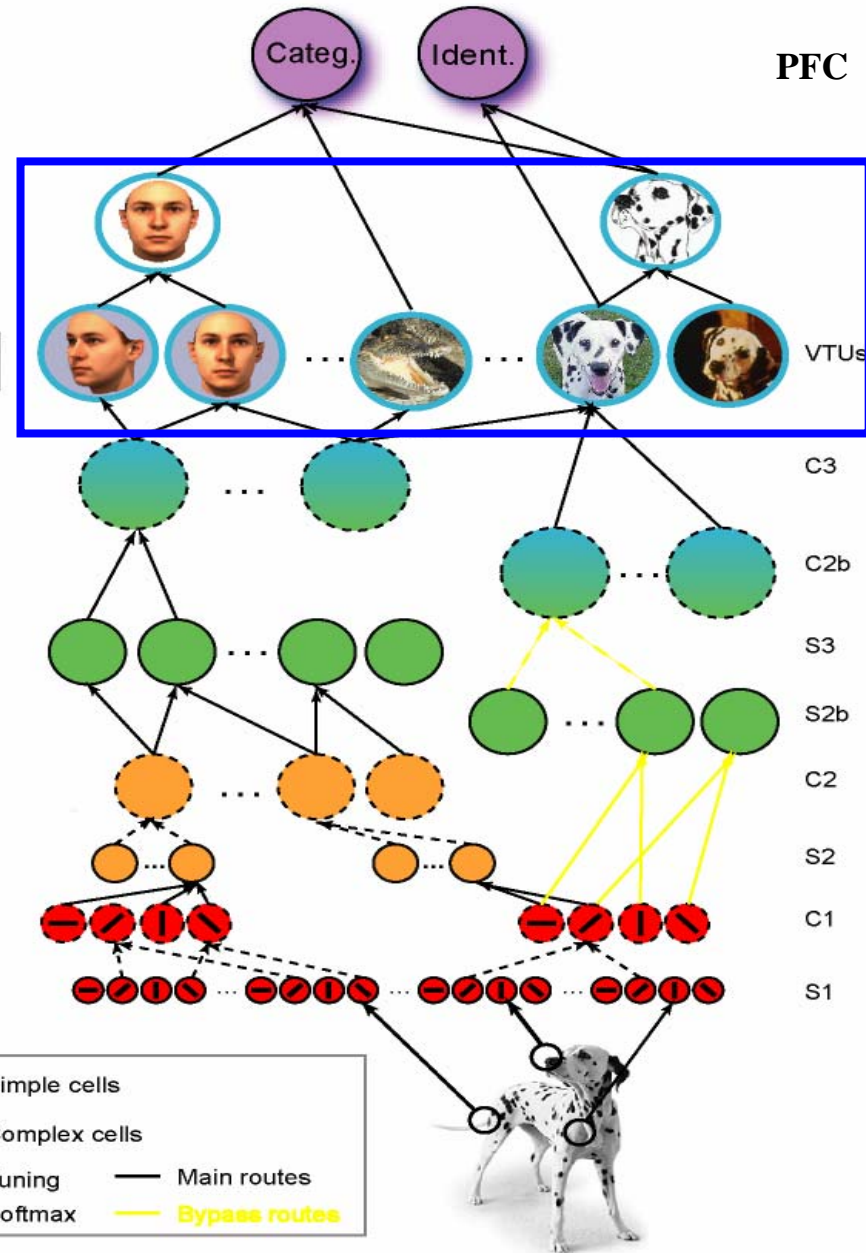 Categ.
Ident.
PFC
VTUs
...
...
C3
...
C2b
...
S3
...
S2b
...
C2
...
S2
...
...
C1
S1
...
...
...
imple cells
omplex cells
uning
Main routes
oftmax
Bypass routes